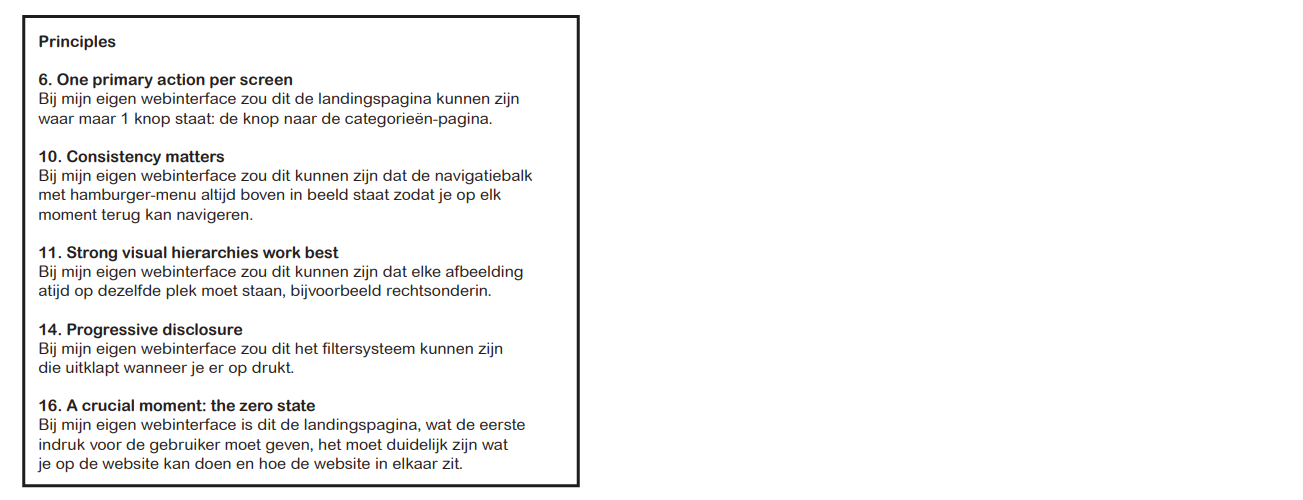 Principles
6. One primary action per screen
Bij mijn eigen webinterface zou dit de landingspagina kunnen zijn
waar maar 1 knop staat: de knop naar de categorieën-pagina.
10. Consistency matters
Bij mijn eigen webinterface zou dit kunnen zijn dat de navigatiebalk
met hamburger-menu altijd boven in beeld staat zodat je op elk
moment terug kan navigeren.
11. Strong visual hierarchies work best
Bij mijn eigen webinterface zou dit kunnen zijn dat elke afbeelding
atijd op dezelfde plek moet staan, bijvoorbeeld rechtsonderin.
14. Progressive disclosure
Bij mijn eigen webinterface zou dit het filtersysteem kunnen zijn
die uitklapt wanneer je er op drukt.
16. A crucial moment: the zero state
Bij mijn eigen webinterface is dit de landingspagina, wat de eerste
indruk voor de gebruiker moet geven, het moet duidelijk zijn wat
je op de website kan doen en hoe de website in elkaar zit.